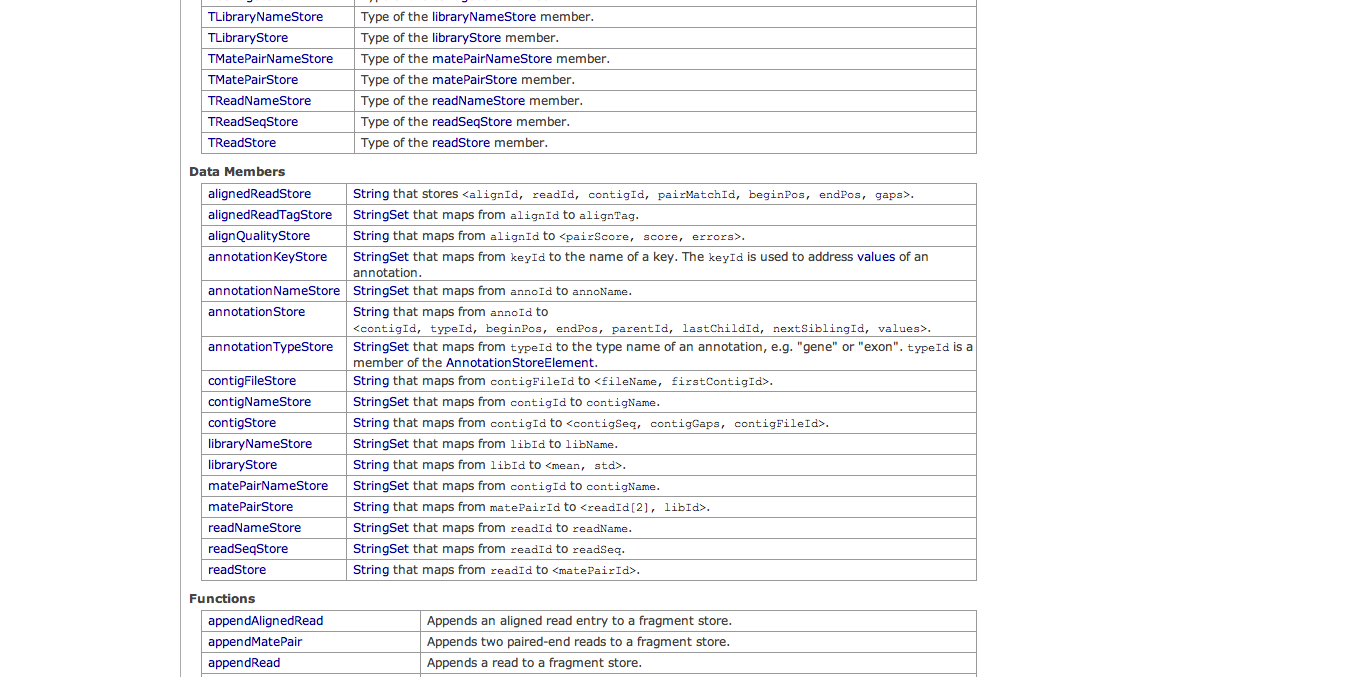 TLibraryNameStore Type of the libraryNameStore member.
TLibraryStore Type of the libraryStore member.
TMatePairNameStore Type of the matePairNameStore member.
TMatePairStore Type of the matePairStore member.
TReadNameStore Type of the readNameStore member.
TReadSeqStore Type of the readSeqStore member.
TReadStore Type of the readStore member.
Data Members
alignedReadStore String that stores <alignId, readId, contigId, pairMatchId, beginPos, endPos, gaps>.
alignedReadTagStore StringSet that maps from alignId to alignTag.
alignQualityStore String that maps from alignId to <pairScore, score, errors>.
annotationKeyStore StringSet that maps from keyId to the name of a key. The keyId is used to address values of an
annotation.
annotationNameStore StringSet that maps from annoId to annoName.
annotationStore String that maps from annoId to
<contigId, typeId, beginPos, endPos, parentId, lastChildId, nextSiblingId, values>.
annotationTypeStore StringSet that maps from typeId to the type name of an annotation, e.g. "gene" or "exon". typeId is a
member of the AnnotationStoreElement.
contigFileStore String that maps from contigFileId to <fileName, firstContigId>.
contigNameStore StringSet that maps from contigId to contigName.
contigStore String that maps from contigId to <contigSeq, contigGaps, contigFileId>.
libraryNameStore StringSet that maps from libId to libName.
libraryStore String that maps from libId to <mean, std>.
matePairNameStore StringSet that maps from contigId to contigName.
matePairStore String that maps from matePairId to <readId[2], libId>.
readNameStore StringSet that maps from readId to readName.
readSeqStore StringSet that maps from readId to readSeq.
readStore String that maps from readId to <matePairId>.
Functions
appendAlignedRead Appends an aligned read entry to a fragment store.
appendMatePair Appends two paired-end reads to a fragment store.
appendRead Appends a read to a fragment store.